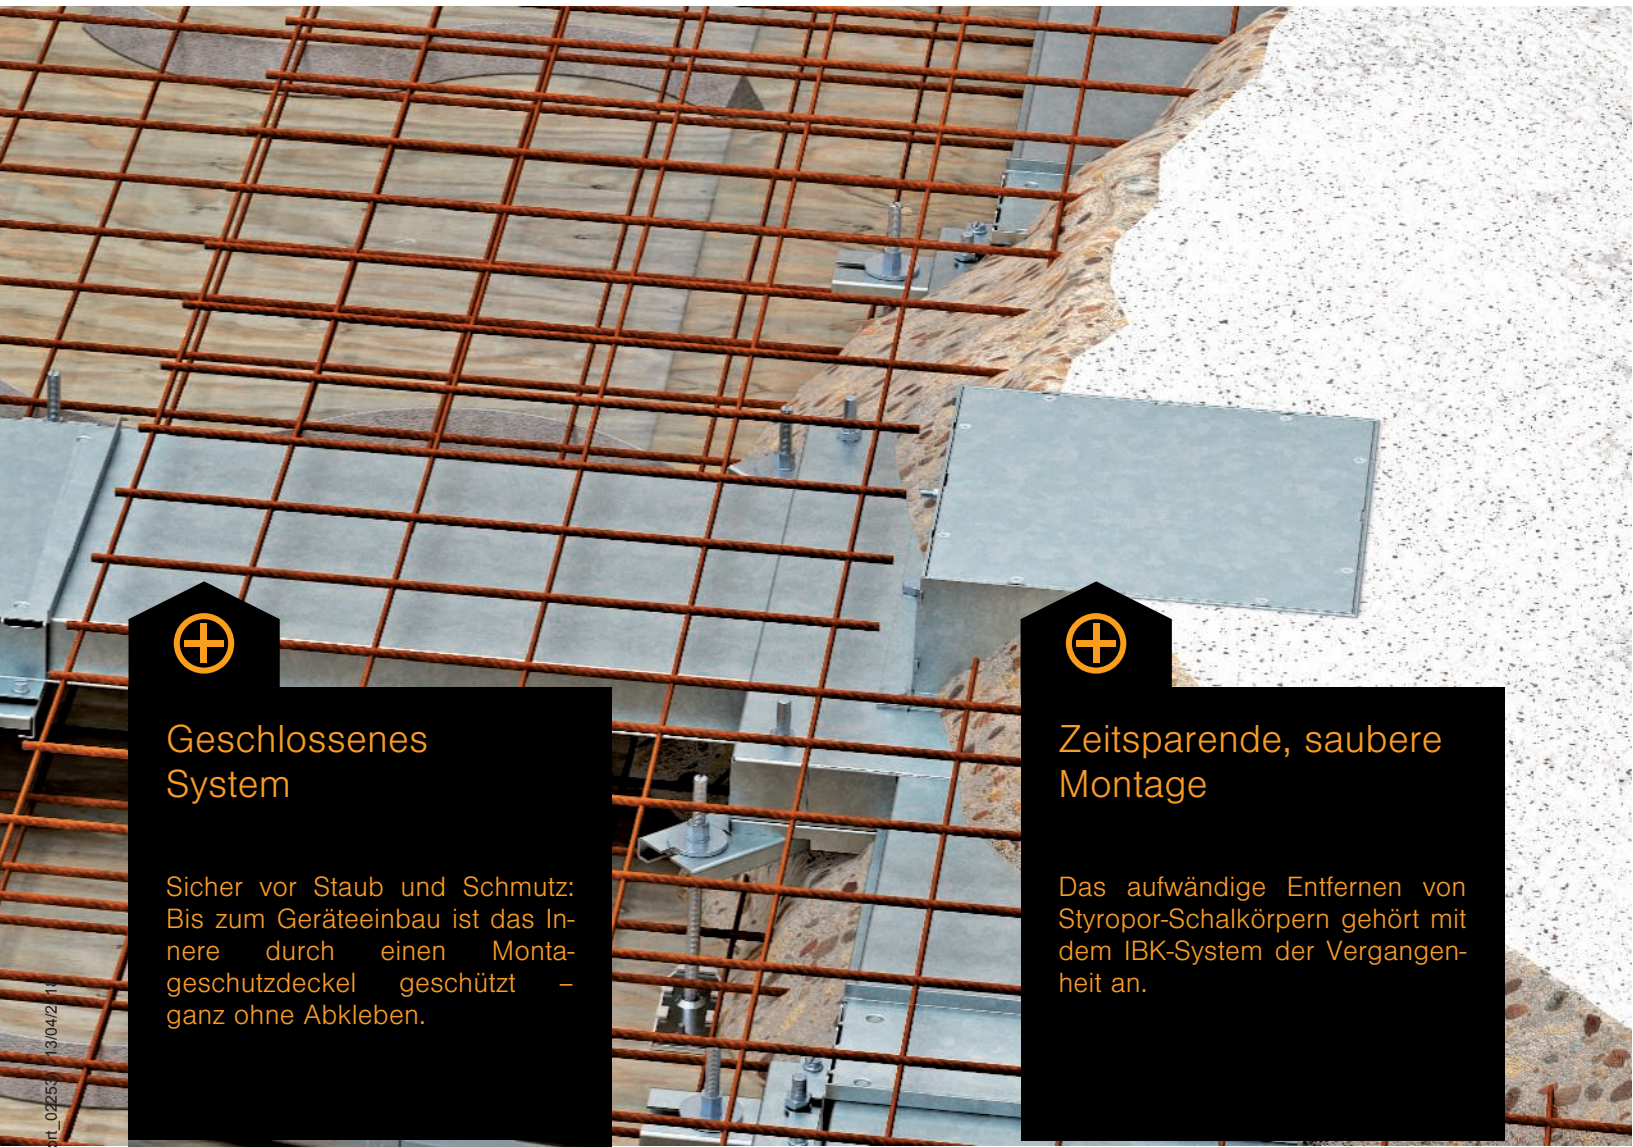 Geschlossenes
System
Sicher vor Staub und Schmutz:
Bis zum Geräteeinbau ist das In-
nere durch einen Monta-
geschutzdeckel geschützt –
ganz ohne Abkleben.
Zeitsparende, saubere
Montage
Das aufwändige Entfernen von
Styropor-Schalkörpern gehört mit
dem IBK-System der Vergangen-
heit an.